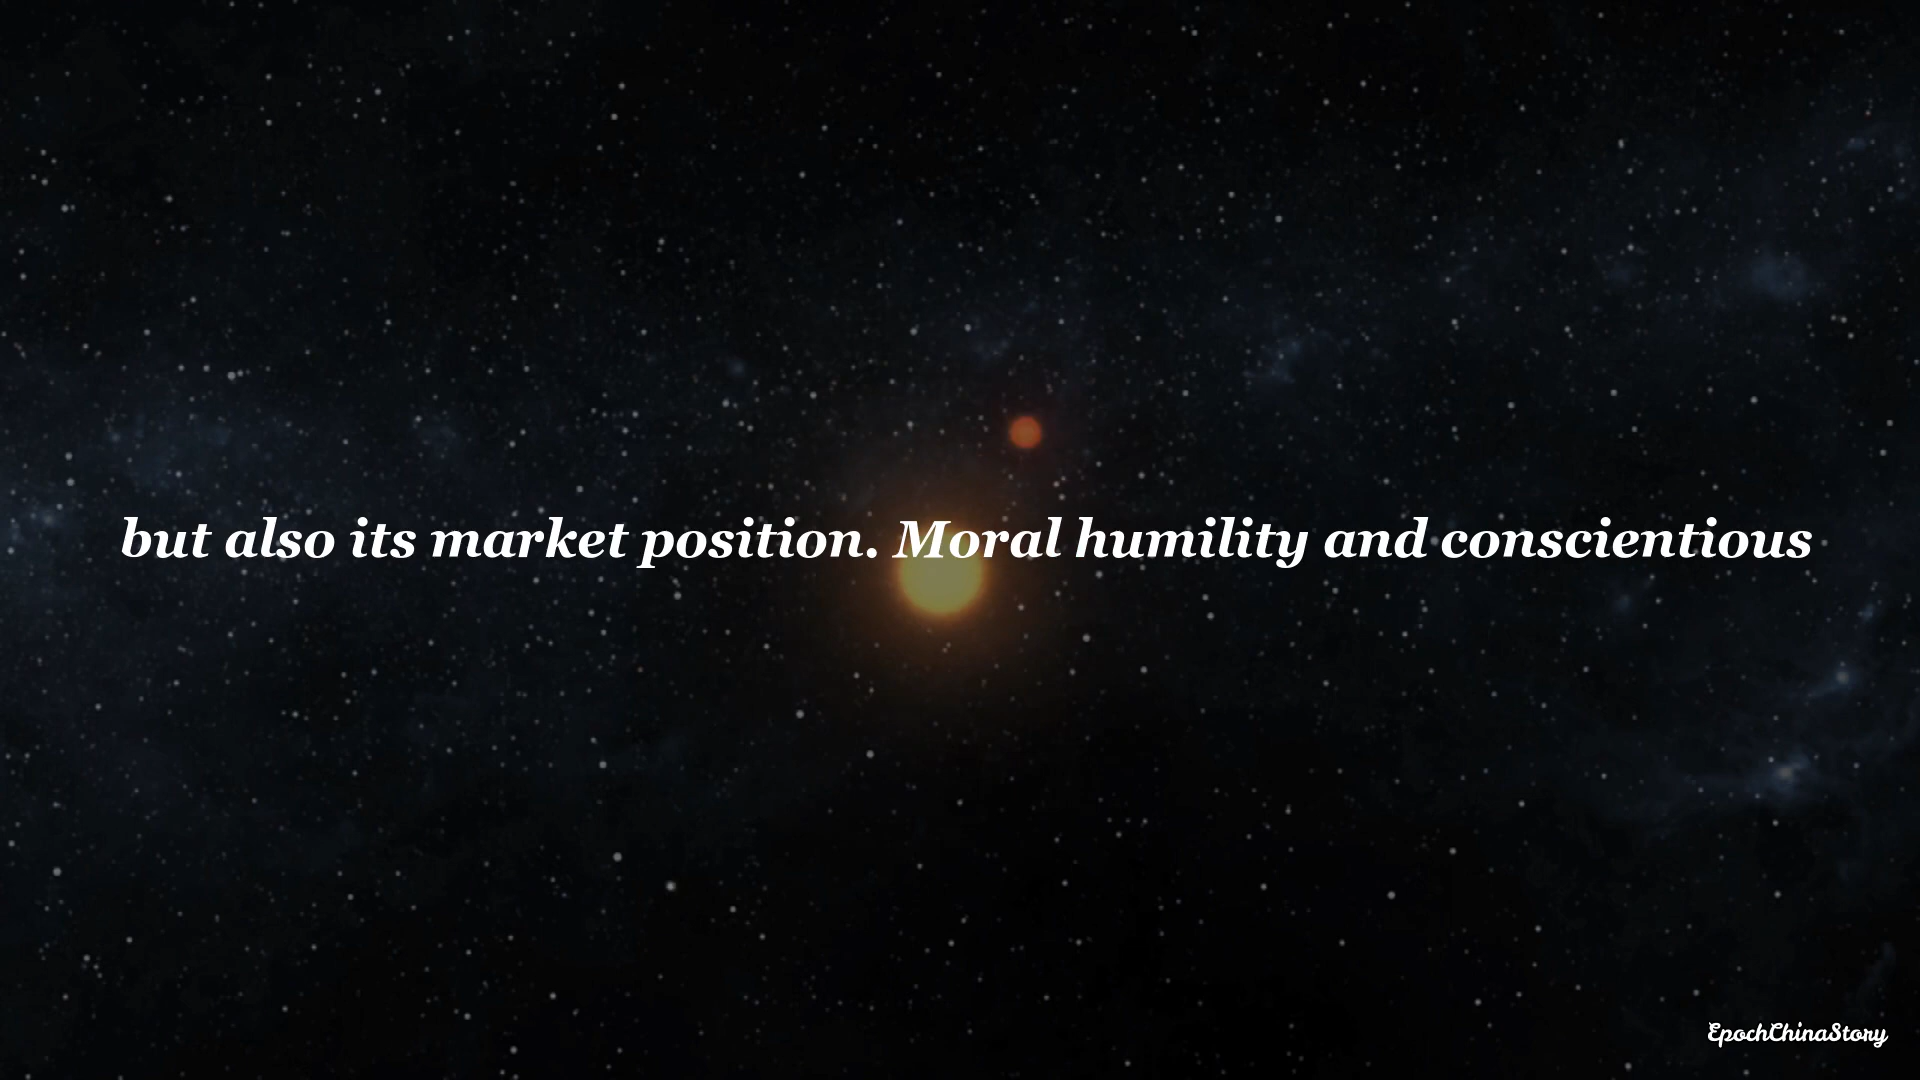 but also its market position. Moral humility and conscientious
EpochChinaStory